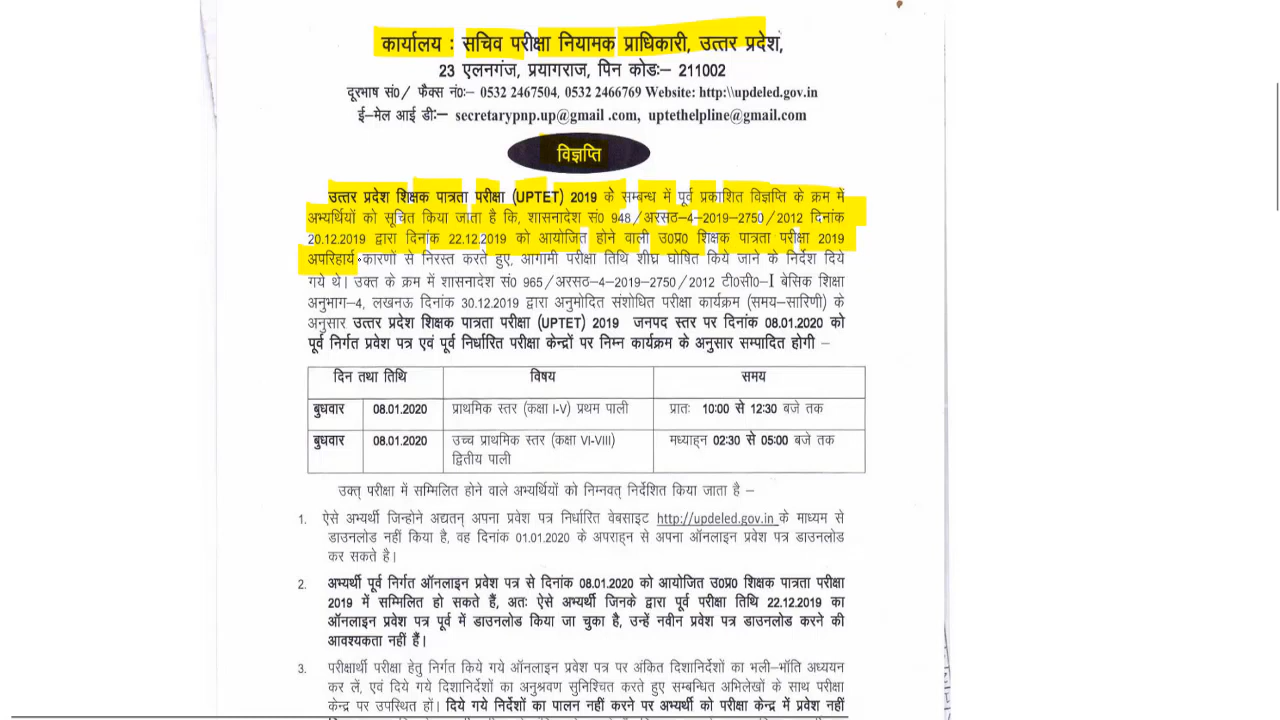 कार्यालय : सचिव परीक्षा नियामक प्राधिकारी, उत्तर प्रदेश,
23 एलनगंज, प्रयागराज, पिन कोडः– 211002
दूरभाष सं0/ फैक्स नं0:– 0532 2467504, 0532 2466769 Website: http:\\updeled.gov.in
ई–मेल आई डीः– secretarypnp.up@gmail .com, uptethelpline@gmail.com
विज्ञप्ति
उत्तर प्रदेश शिक्षक पात्रता परीक्षा (UPTET) 2019 के सम्बन्ध में पूर्व प्रकाशित विज्ञप्ति के क्रम में
अभ्यर्थियों को सूचित किया जाता है कि, शासनादेश सं0 948/अरसठ–4–2019–2750/2012 दिनांक
20.12.2019 द्वारा दिनांक 22.12.2019 को आयोजित होने वाली उ0प्र0 शिक्षक पात्रता परीक्षा 2019
अपरिहार्य कारणों से निरस्त करते हुए, आगामी परीक्षा तिथि शीघ्र घोषित किये जाने के निर्देश दिये
गये थे। उक्त के क्रम में शासनादेश सं0 965/अरसठ–4–2019–2750/2012 टी0सी0–I बेसिक शिक्षा
अनुभाग–4, लखनऊ दिनांक 30.12.2019 द्वारा अनुमोदित संशोधित परीक्षा कार्यक्रम (समय–सारिणी) के
अनुसार उत्तर प्रदेश शिक्षक पात्रता परीक्षा (UPTET) 2019 जनपद स्तर पर दिनांक 08.01.2020 को
पूर्व निर्गत प्रवेश पत्र एवं पूर्व निर्धारित परीक्षा केन्द्रों पर निम्न कार्यक्रम के अनुसार सम्पादित होगी –
दिन तथा तिथि विषय समय
बुधवार 08.01.2020 प्राथमिक स्तर (कक्षा I-V) प्रथम पाली प्रातः 10:00 से 12:30 बजे तक
बुधवार 08.01.2020 उच्च प्राथमिक स्तर (कक्षा VI-VIII) मध्याह्न 02:30 से 05:00 बजे तक
द्वितीय पाली
उक्त् परीक्षा में सम्मिलित होने वाले अभ्यर्थियों को निम्नवत् निर्देशित किया जाता है –
1. ऐसे अभ्यर्थी जिन्होने अद्यतन् अपना प्रवेश पत्र निर्धारित वेबसाइट http://updeled.gov.in के माध्यम से
डाउनलोड नहीं किया है, वह दिनांक 01.01.2020 के अपराह्न से अपना ऑनलाइन प्रवेश पत्र डाउनलोड
कर सकते है।
2. अभ्यर्थी पूर्व निर्गत ऑनलाइन प्रवेश पत्र से दिनांक 08.01.2020 को आयोजित उ0प्र0 शिक्षक पात्रता परीक्षा
2019 में सम्मिलित हो सकते हैं, अतः ऐसे अभ्यर्थी जिनके द्वारा पूर्व परीक्षा तिथि 22.12.2019 का
ऑनलाइन प्रवेश पत्र पूर्व में डाउनलोड किया जा चुका है, उन्हें नवीन प्रवेश पत्र डाउनलोड करने की
आवश्यकता नहीं हैं।
3. परीक्षार्थी परीक्षा हेतु निर्गत किये गये ऑनलाइन प्रवेश पत्र पर अंकित दिशानिर्देशों का भली–भॉति अध्ययन
कर लें, एवं दिये गये दिशानिर्देशों का अनुश्रवण सुनिश्चित करते हुए सम्बन्धित अभिलेखों के साथ परीक्षा
केन्द्र पर उपस्थित हों। दिये गये निर्देशों का पालन नहीं करने पर अभ्यर्थी को परीक्षा केन्द्र में प्रवेश नहीं